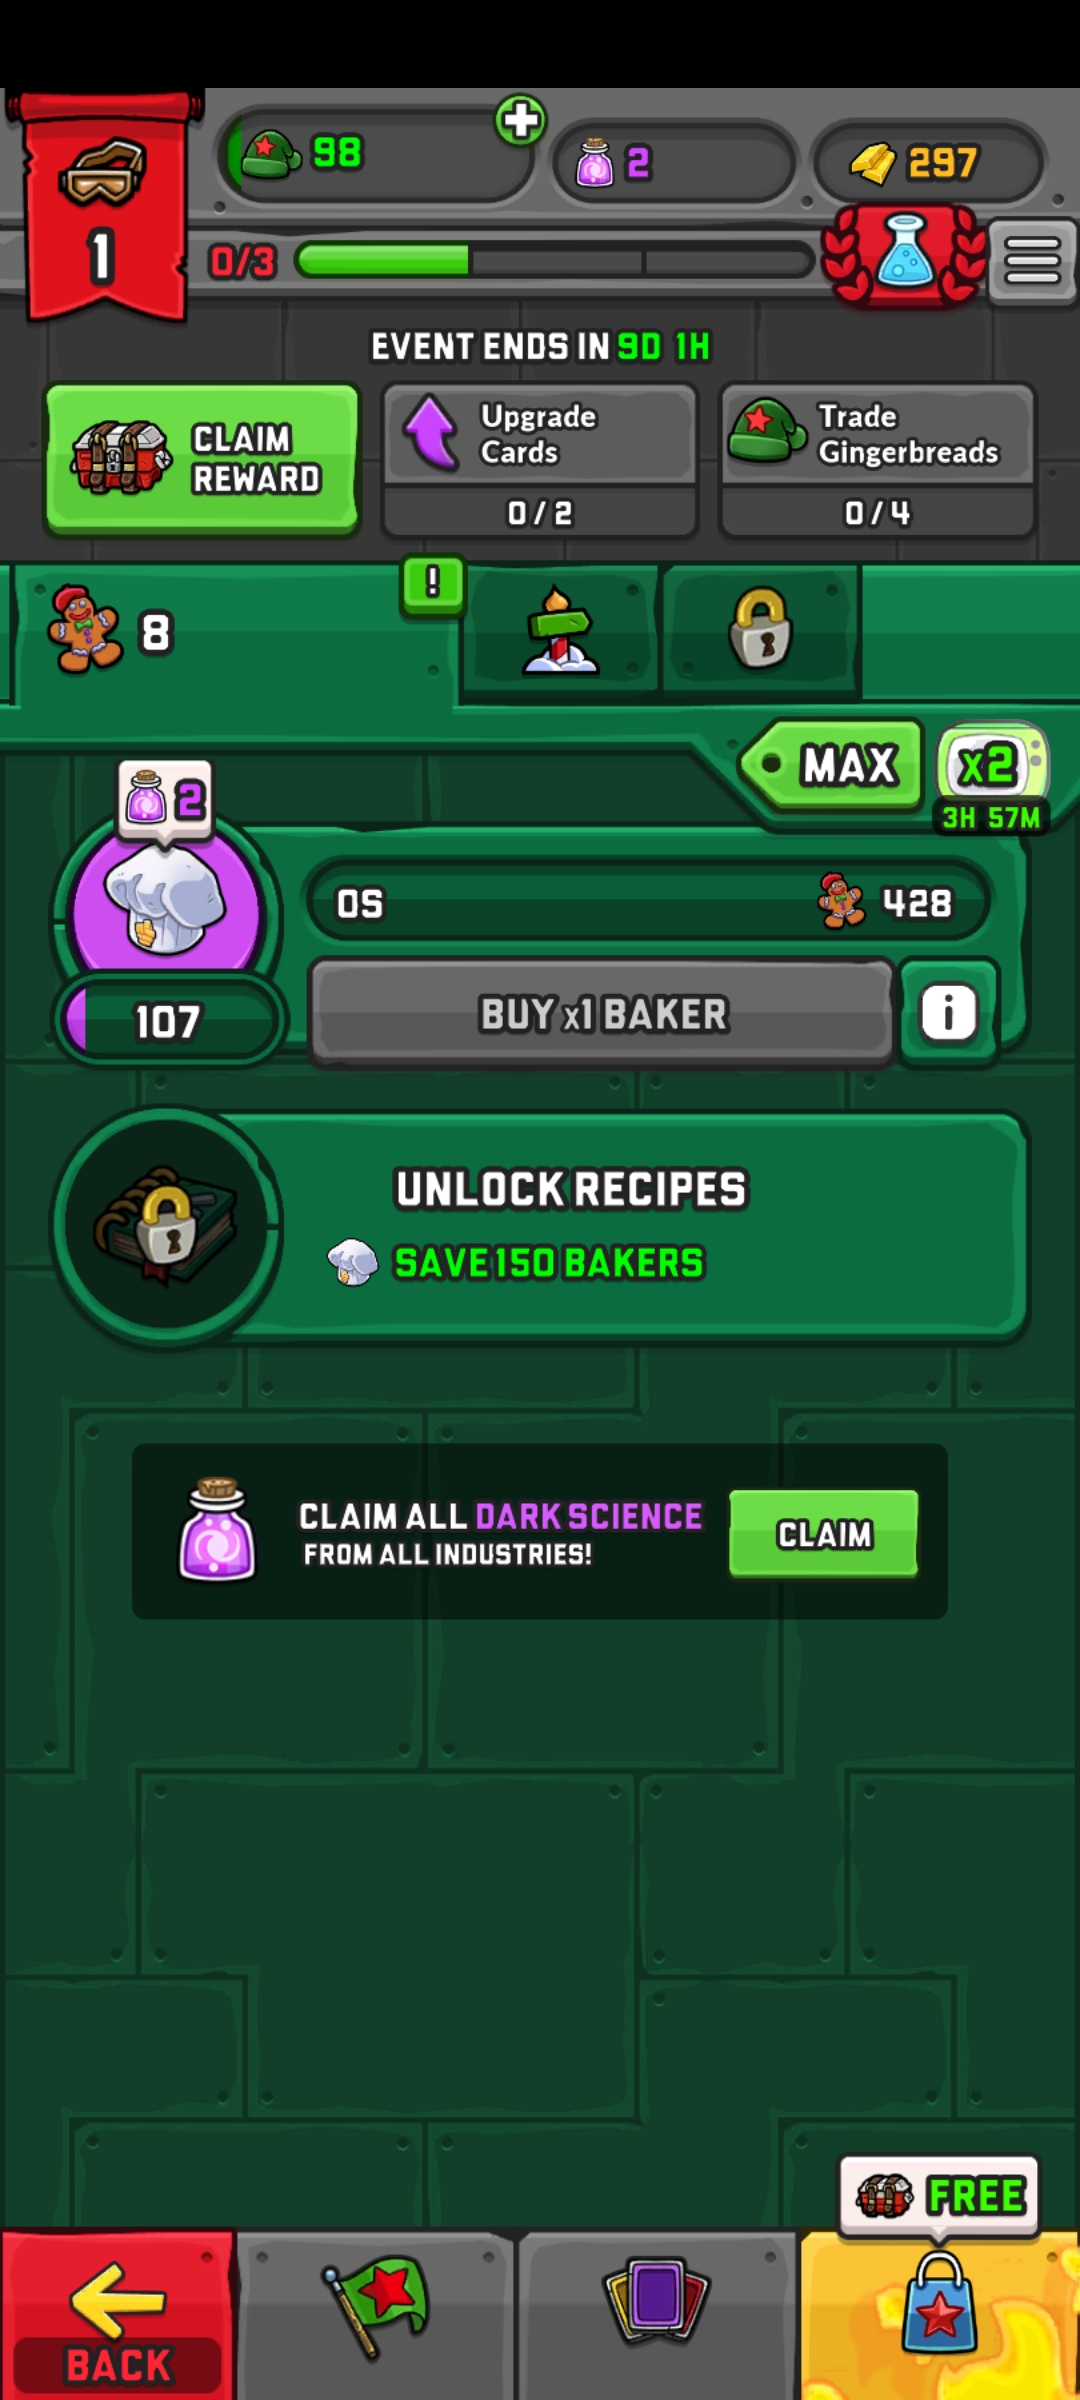 98
2
297
1
0/3
EVENT ENDS IN 9D 1H
CLAIM
REWARD
Upgrade
Cards
0/2
Trade
Gingerbreads
0/4
8
!
MAX
x2
3H 57M
2
0S
428
107
BUY x1 BAKER
i
UNLOCK RECIPES
SAVE 150 BAKERS
CLAIM ALL DARK SCIENCE
FROM ALL INDUSTRIES!
CLAIM
FREE
BACK